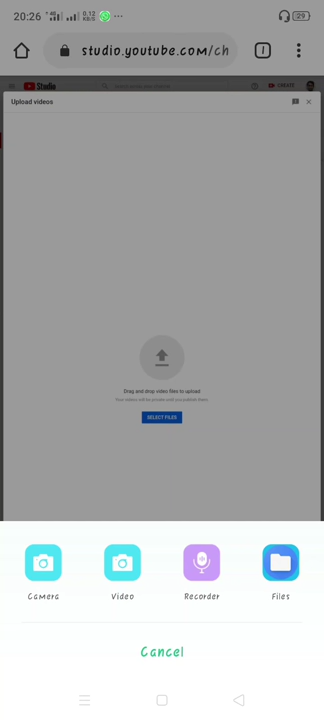 20:26 4G 0.12 KB/S 29
studio.youtube.com/ch
Studio
CREATE
Upload videos
Drag and drop video files to upload
Your videos will be private until you publish them.
SELECT FILES
Camera Video Recorder Files
Cancel